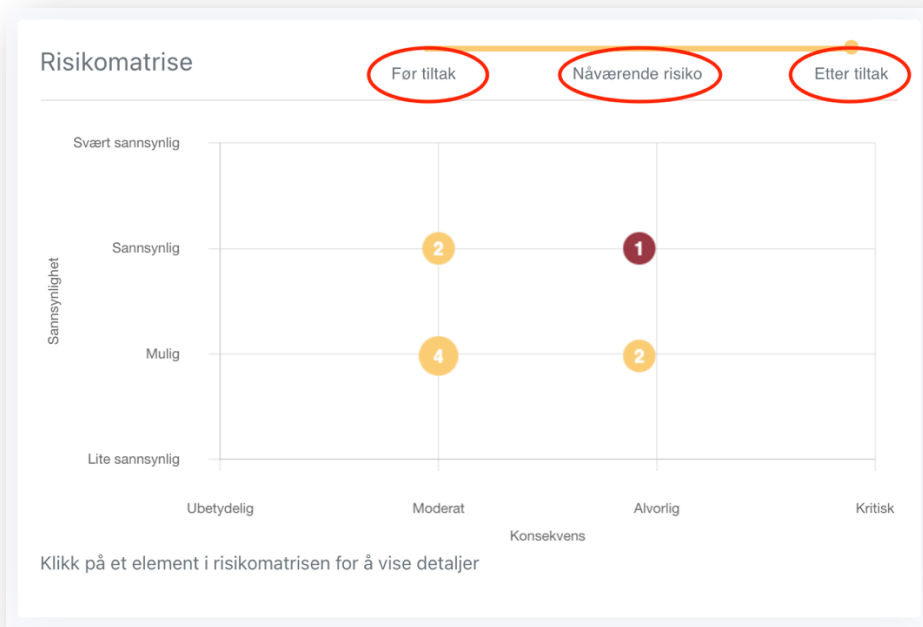 Risikomatrise
Før tiltak
Nåværende risiko
Etter tiltak
Svært sannsynlig
Sannsynlig
Mulig
Lite sannsynlig
Sannsynlighet
2
1
4
2
Ubetydelig
Moderat
Alvorlig
Kritisk
Konsekvens
Klikk på et element i risikomatrisen for å vise detaljer